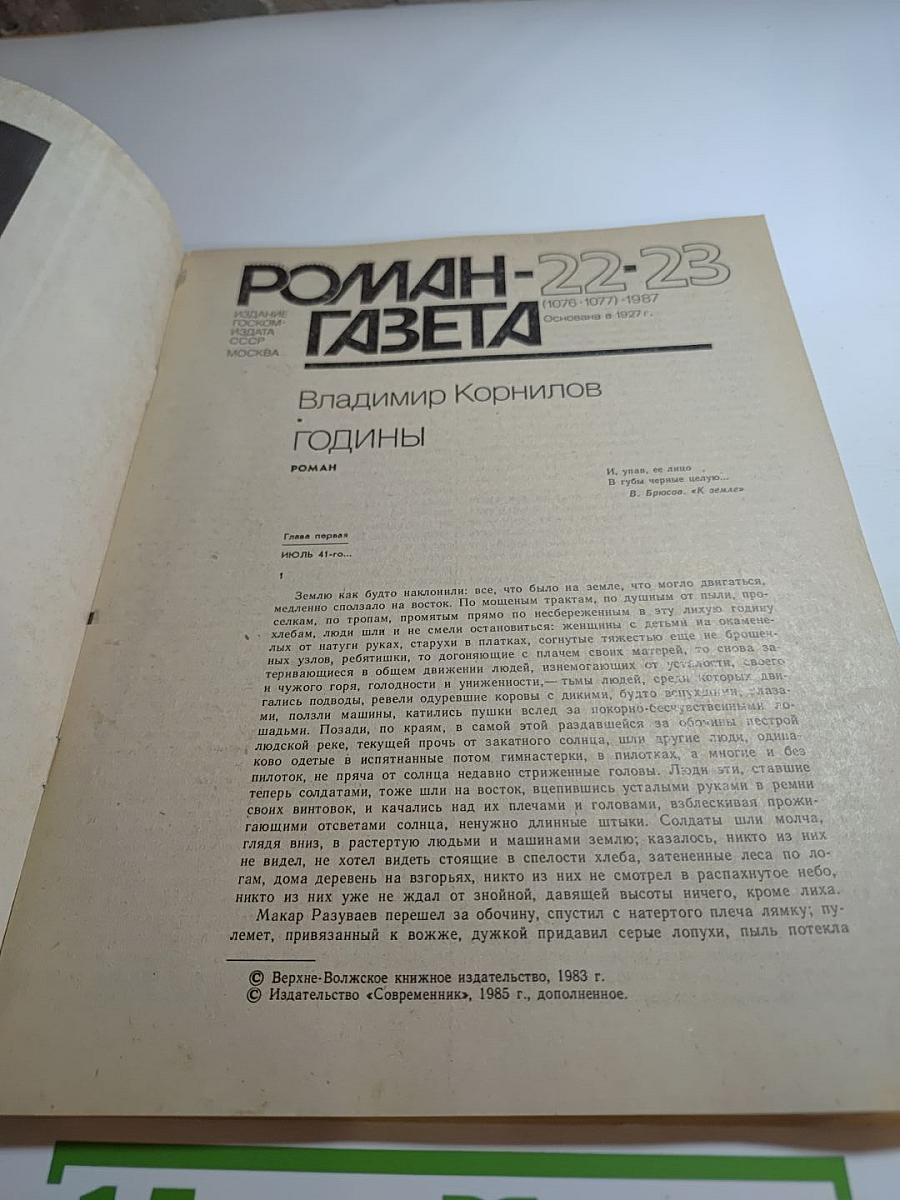 РОМАН-22·23
(1076·1077)·1987
Основана в 1927 г.
ГАЗЕТА
ИЗДАНИЕ
ГОСКОМ-
ИЗДАТА
СССР
МОСКВА
Владимир Корнилов
ГОДИНЫ
РОМАН
И, упав, ее лицо
В губы черные целую...
В. Брюсов. «К земле»
Глава первая
ИЮЛЬ 41-го...
1
Землю как будто наклонили: все, что было на земле, что могло двигаться,
медленно сползало на восток. По мощеным трактам, по душным от пыли, про-
селкам, по тропам, промятым прямо по несбереженным в эту лихую годину
хлебам, люди шли и не смели остановиться: женщины с детьми на окамене-
лых от натуги руках, старухи в платках, согнутые тяжестью еще не брошен-
ных узлов, ребятишки, то догоняющие с плачем своих матерей, то снова за-
теривающиеся в общем движении людей, изнемогающих от усталости, своего
и чужого горя, голодности и униженности,— тьмы людей, среди которых дви-
гались подводы, ревели одуревшие коровы с дикими, будто вспухшими, глаза-
ми, ползли машины, катились пушки вслед за покорно-бесчувственными ло-
шадьми. Позади, по краям, в самой этой раздавшейся за обочины пестрой
людской реке, текущей прочь от закатного солнца, шли другие люди, одина-
ково одетые в испятнанные потом гимнастерки, в пилотках, а многие и без
пилоток, не пряча от солнца недавно стриженные головы. Люди эти, ставшие
теперь солдатами, тоже шли на восток, вцепившись усталыми руками в ремни
своих винтовок, и качались над их плечами и головами, взблескивая прожи-
гающими отсветами солнца, ненужно длинные штыки. Солдаты шли молча,
глядя вниз, в растертую людьми и машинами землю; казалось, никто из них
не видел, не хотел видеть стоящие в спелости хлеба, затененные леса по ло-
гам, дома деревень на взгорьях, никто из них не смотрел в распахнутое небо,
никто из них уже не ждал от знойной, давящей высоты ничего, кроме лиха.
Макар Разуваев перешел за обочину, спустил с натертого плеча лямку; пу-
лемет, привязанный к вожже, дужкой придавил серые лопухи, пыль потекла
© Верхне-Волжское книжное издательство, 1983 г.
© Издательство «Современник», 1985 г., дополненное.